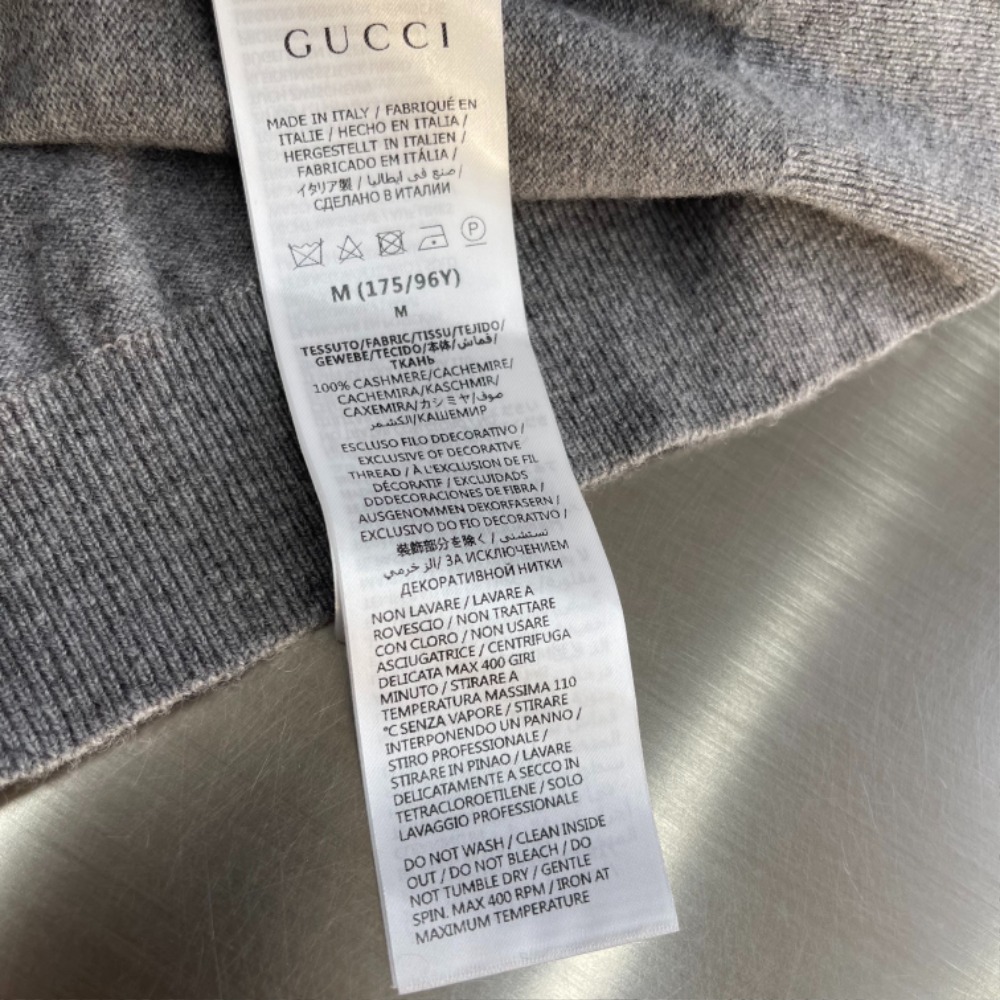 GUCCI
MADE IN ITALY / FABRIQUÉ EN
ITALIE / HECHO EN ITALIA /
HERGESTELLT IN ITALIEN /
FABRICADO EM ITÁLIA /
イタリア製 / صنع في ايطاليا /
СДЕЛАНО В ИТАЛИИ
P
M (175/96Y)
M
TESSUTO/FABRIC/TISSU/TEJIDO/
GEWEBE/TECIDO/本体/قماش/
ТКАНЬ
100% CASHMERE/CACHEMIRE/
CACHEMIRA/KASCHMIR/
CAXEMIRA/カシミヤ/صوف
الكشمر/КАШЕМИР
ESCLUSO FILO DDECORATIVO /
EXCLUSIVE OF DECORATIVE
THREAD / À L'EXCLUSION DE FIL
DÉCORATIF / EXCLUIDADS
DDDECORACIONES DE FIBRA /
AUSGENOMMEN DEKORFASERN /
EXCLUSIVO DO FIO DECORATIVO /
装飾部分を除く / نستثنى
الز خرمي / ЗА ИСКЛЮЧЕНИЕМ
ДЕКОРАТИВНОЙ НИТКИ
NON LAVARE / LAVARE A
ROVESCIO / NON TRATTARE
CON CLORO / NON USARE
ASCIUGATRICE / CENTRIFUGA
DELICATA MAX 400 GIRI
MINUTO / STIRARE A
TEMPERATURA MASSIMA 110
°C SENZA VAPORE / STIRARE
INTERPONENDO UN PANNO /
STIRO PROFESSIONALE /
STIRARE IN PINAO / LAVARE
DELICATAMENTE A SECCO IN
TETRACLOROETILENE / SOLO
LAVAGGIO PROFESSIONALE
DO NOT WASH / CLEAN INSIDE
OUT / DO NOT BLEACH / DO
NOT TUMBLE DRY / GENTLE
SPIN. MAX 400 RPM / IRON AT
MAXIMUM TEMPERATURE